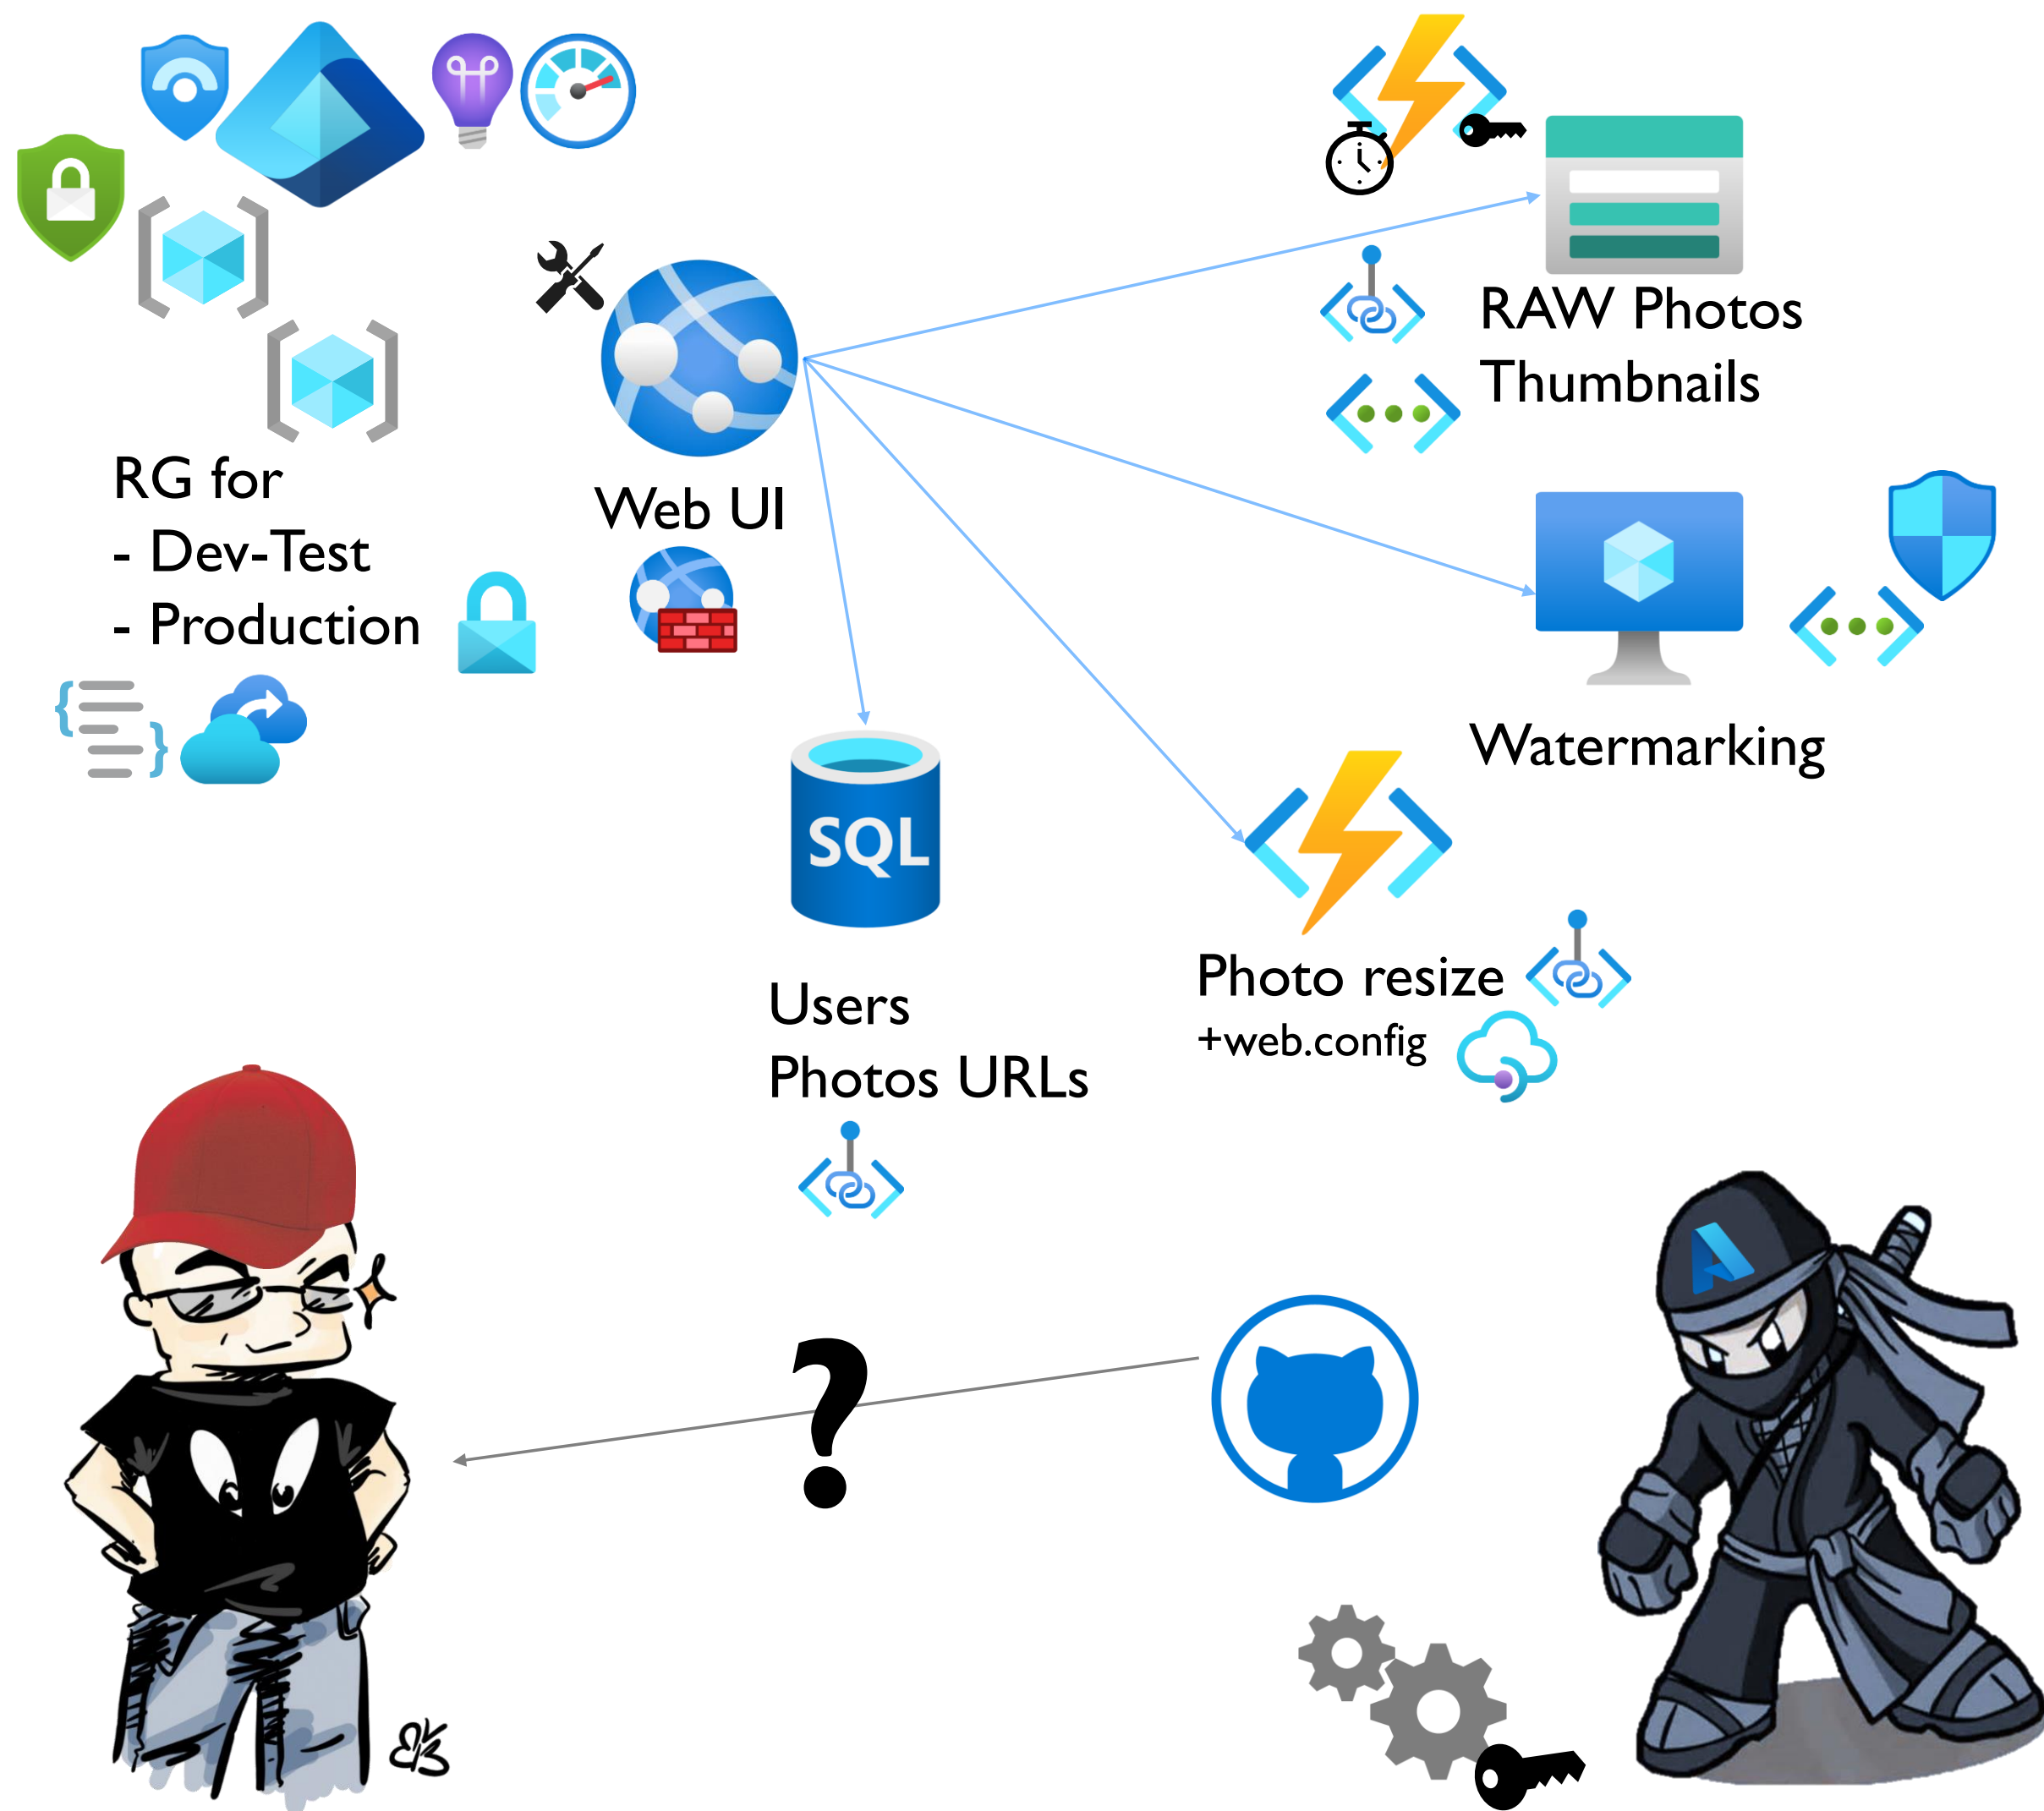 RG for
- Dev-Test
- Production
Web UI
RAW Photos
Thumbnails
Watermarking
SQL
Users
Photos URLs
Photo resize
+web.config
?